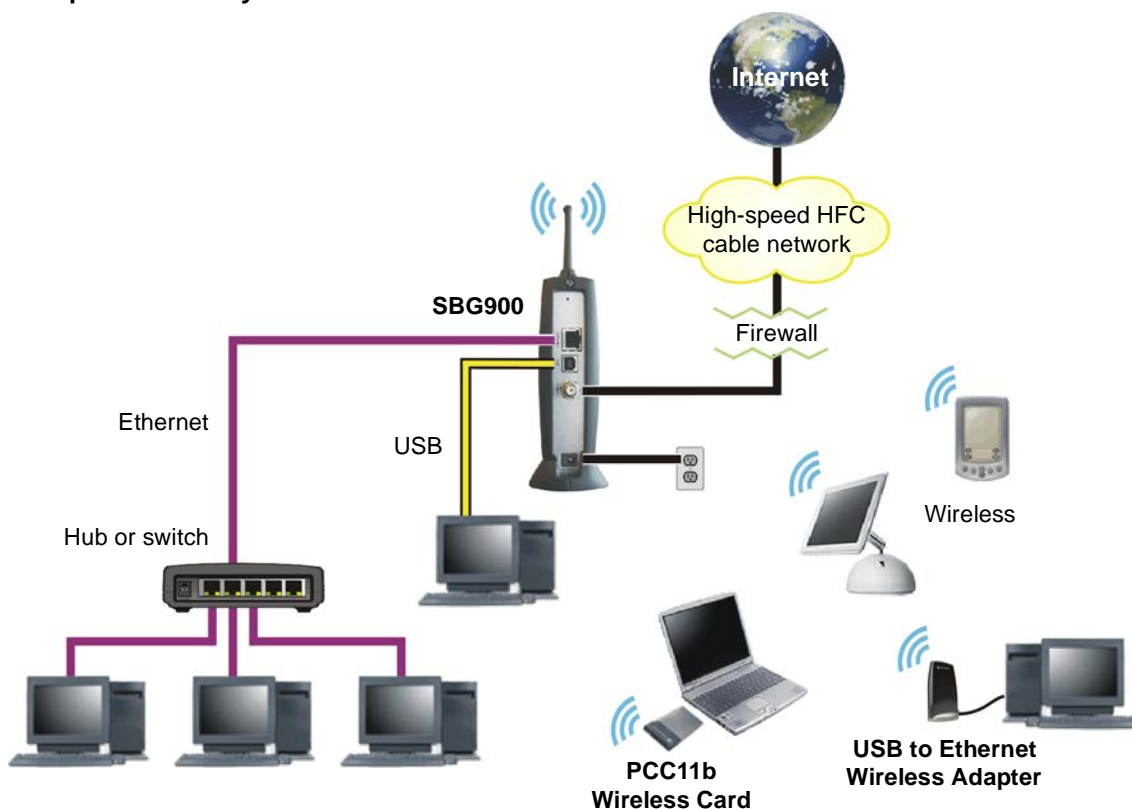 Internet
High-speed HFC
cable network
SBG900
Firewall
Ethernet
USB
Hub or switch
Wireless
PCC11b
Wireless Card
USB to Ethernet
Wireless Adapter